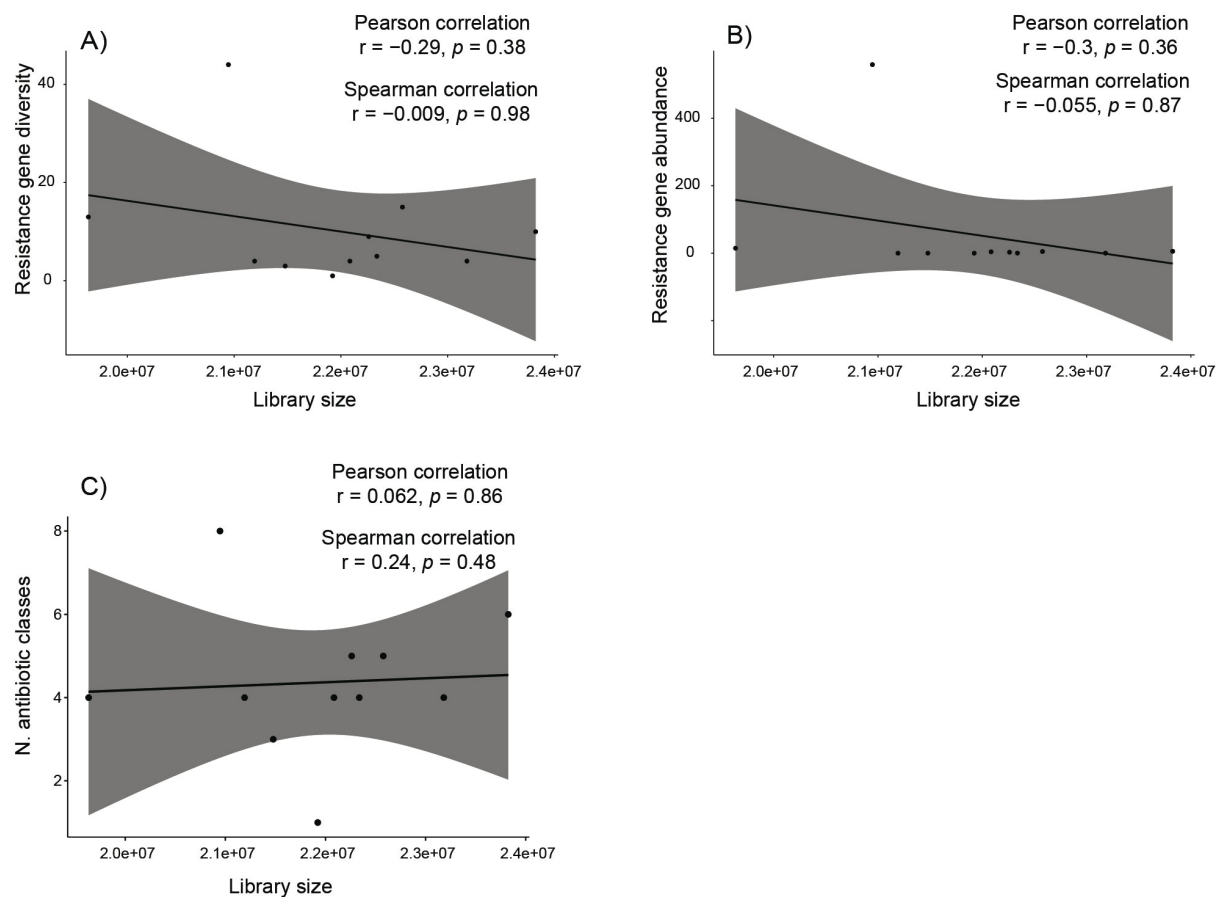 A)
Pearson correlation
r = −0.29, p = 0.38
Spearman correlation
r = −0.009, p = 0.98
Resistance gene diversity
40
20
0
2.0e+07 2.1e+07 2.2e+07 2.3e+07 2.4e+07
Library size
B)
Pearson correlation
r = −0.3, p = 0.36
Spearman correlation
r = −0.055, p = 0.87
Resistance gene abundance
400
200
0
2.0e+07 2.1e+07 2.2e+07 2.3e+07 2.4e+07
Library size
C)
Pearson correlation
r = 0.062, p = 0.86
Spearman correlation
r = 0.24, p = 0.48
N. antibiotic classes
8
6
4
2
2.0e+07 2.1e+07 2.2e+07 2.3e+07 2.4e+07
Library size